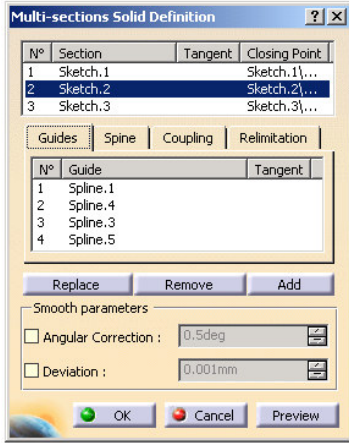 Multi-sections Solid Definition ? X
N° Section Tangent Closing Point
1 Sketch.1 Sketch.1\...
2 Sketch.2 Sketch.2\...
3 Sketch.3 Sketch.3\...
Guides Spine Coupling Relimitation
N° Guide Tangent
1 Spline.1
2 Spline.4
3 Spline.3
4 Spline.5
Replace Remove Add
Smooth parameters
Angular Correction : 0.5deg
Deviation : 0.001mm
OK Cancel Preview